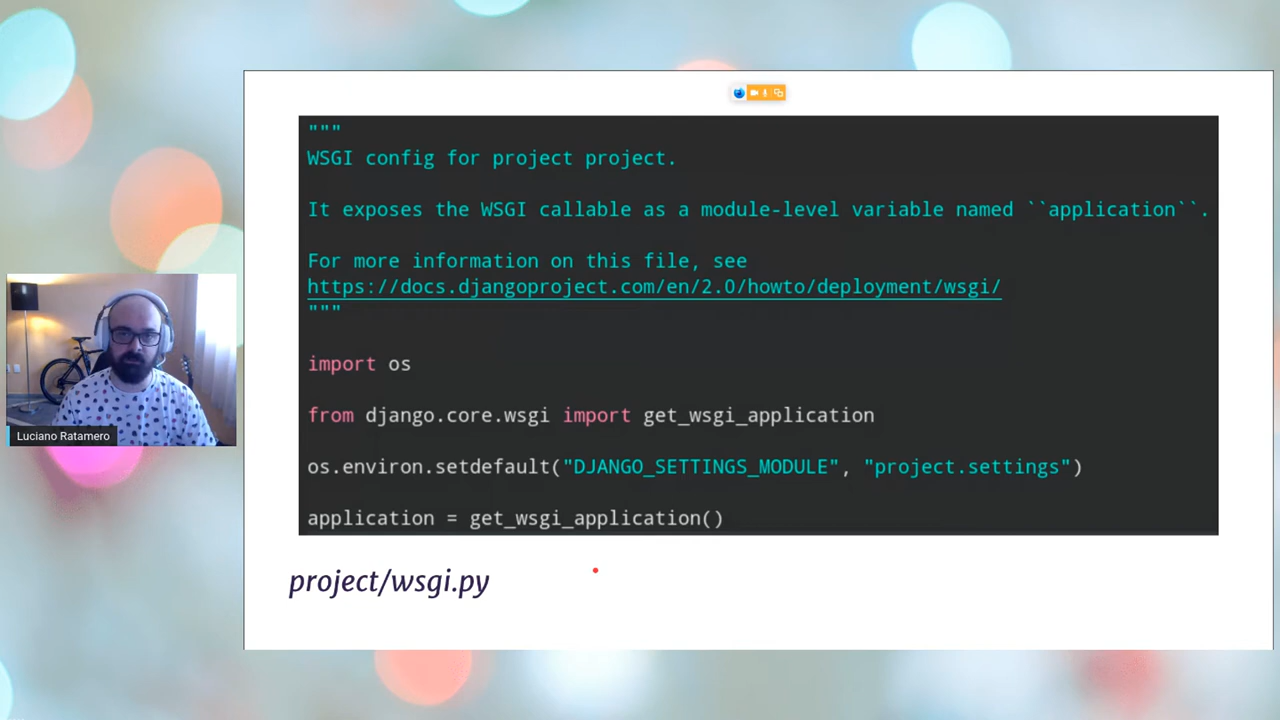 """
WSGI config for project project.
It exposes the WSGI callable as a module-level variable named ``application``.
For more information on this file, see
https://docs.djangoproject.com/en/2.0/howto/deployment/wsgi/
"""
import os
from django.core.wsgi import get_wsgi_application
os.environ.setdefault("DJANGO_SETTINGS_MODULE", "project.settings")
application = get_wsgi_application()
project/wsgi.py
Luciano Ratamero